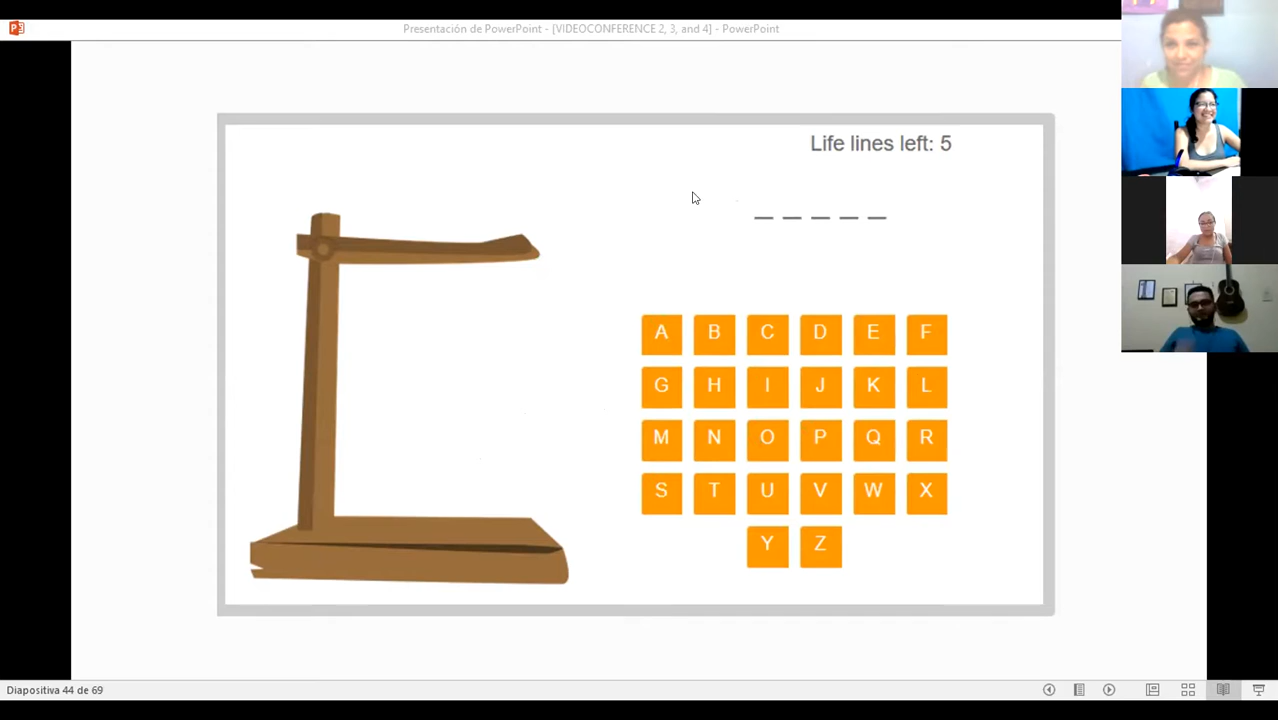 Presentación de PowerPoint - [VIDEOCONFERENCE 2, 3, and 4] - PowerPoint
Life lines left: 5
_ _ _ _ _
A B C D E F
G H I J K L
M N O P Q R
S T U V W X
Y Z
Diapositiva 44 de 69